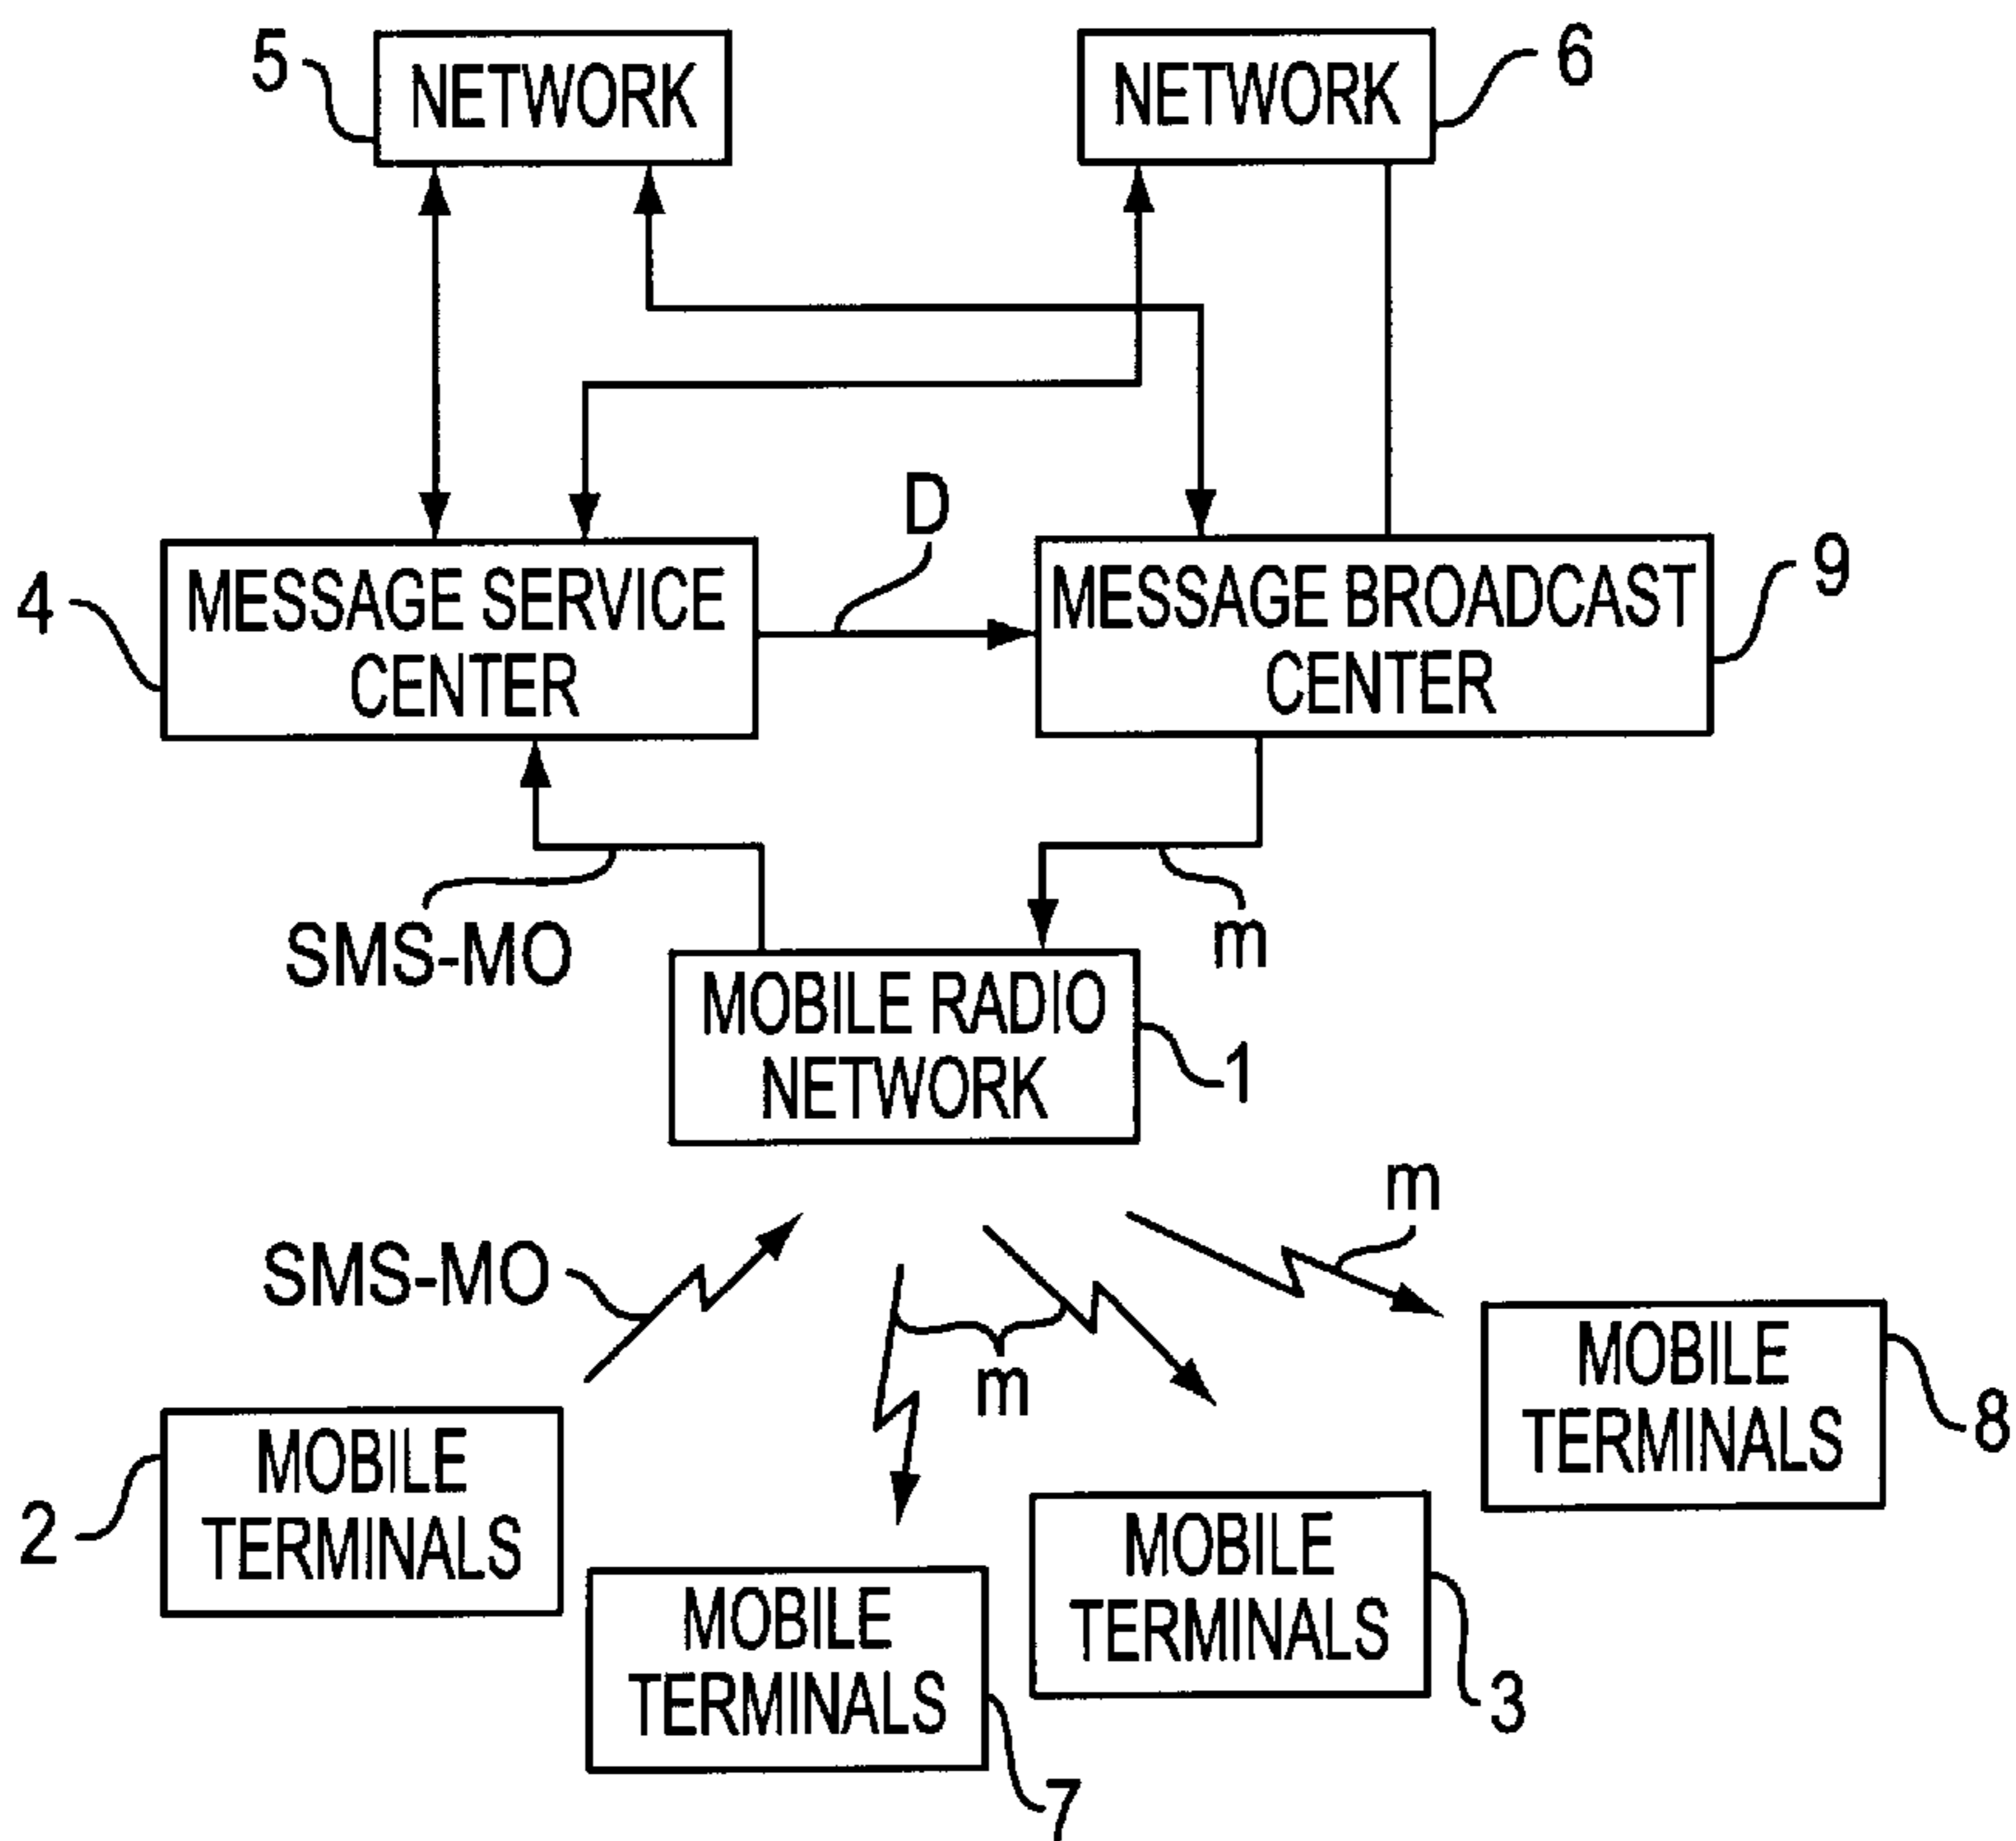 5
NETWORK
NETWORK
6
D
4
MESSAGE SERVICE
CENTER
MESSAGE BROADCAST
CENTER
9
SMS-MO
m
MOBILE RADIO
NETWORK
1
m
SMS-MO
m
MOBILE
TERMINALS
8
2
MOBILE
TERMINALS
MOBILE
TERMINALS
3
MOBILE
TERMINALS
7